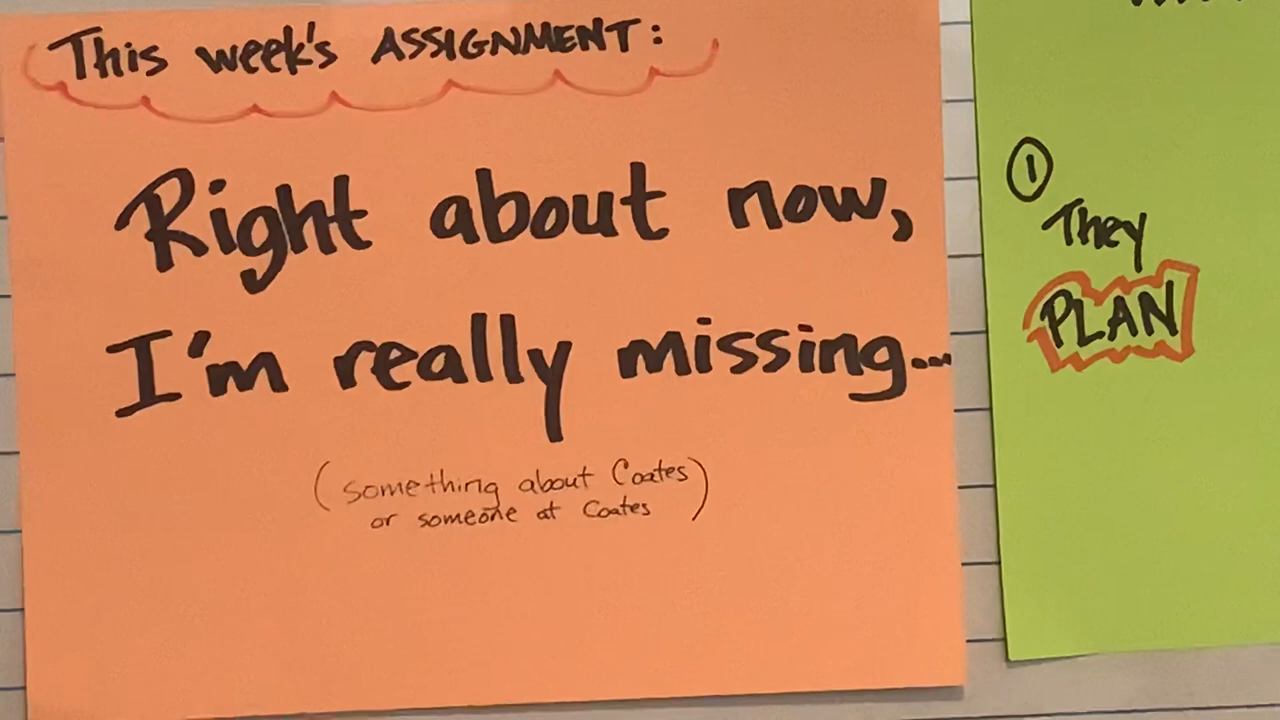 This week's ASSIGNMENT:
Right about now,
I'm really missing...
(something about Coates)
or someone at Coates
①
They
PLAN